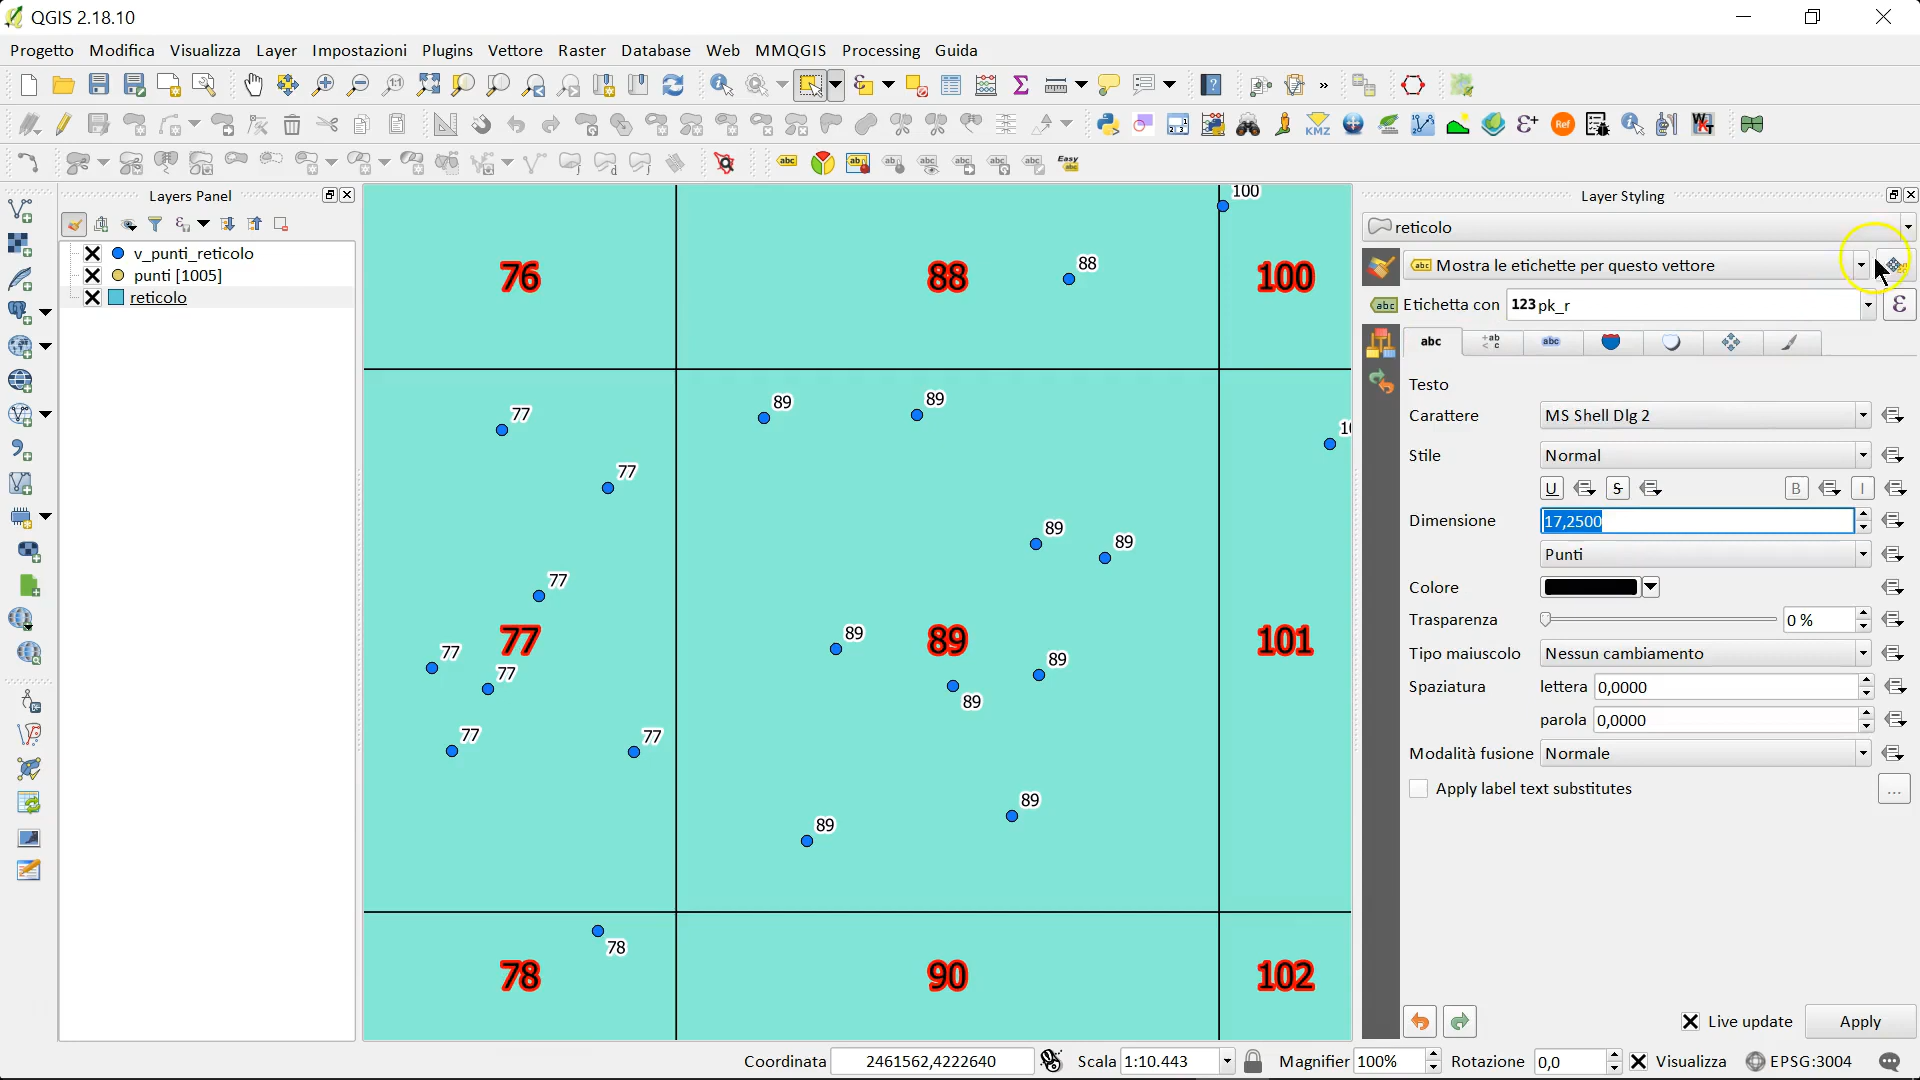 QGIS 2.18.10
Progetto Modifica Visualizza Layer Impostazioni Plugins Vettore Raster Database Web MMQGIS Processing Guida
Layers Panel
v_punti_reticolo
punti [1005]
reticolo
100
76 88 88 100
77 89 89
77
89 89
77
89
77 77 89 101 89
77 89
77 77
89 89
78
78 90 102
Layer Styling
reticolo
abc Mostra le etichette per questo vettore
abc Etichetta con 123 pk_r ε
abc
Testo
Carattere MS Shell Dlg 2
Stile Normal
U S B I
Dimensione 17,2500
Punti
Colore
Trasparenza 0 %
Tipo maiuscolo Nessun cambiamento
Spaziatura lettera 0,0000
parola 0,0000
Modalità fusione Normale
Apply label text substitutes ...
Live update Apply
Coordinata 2461562,4222640 Scala 1:10.443 Magnifier 100% Rotazione 0,0 Visualizza EPSG:3004